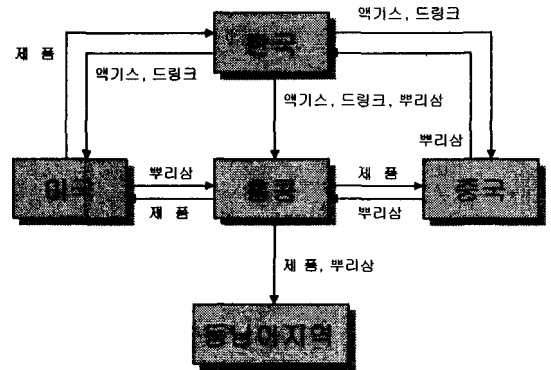 한국
액기스, 드링크
제 품
액기스, 드링크
액기스, 드링크, 뿌리삼
뿌리삼
미국
뿌리삼
제 품
홍콩
제 품
뿌리삼
중국
제 품, 뿌리삼
동남아지역